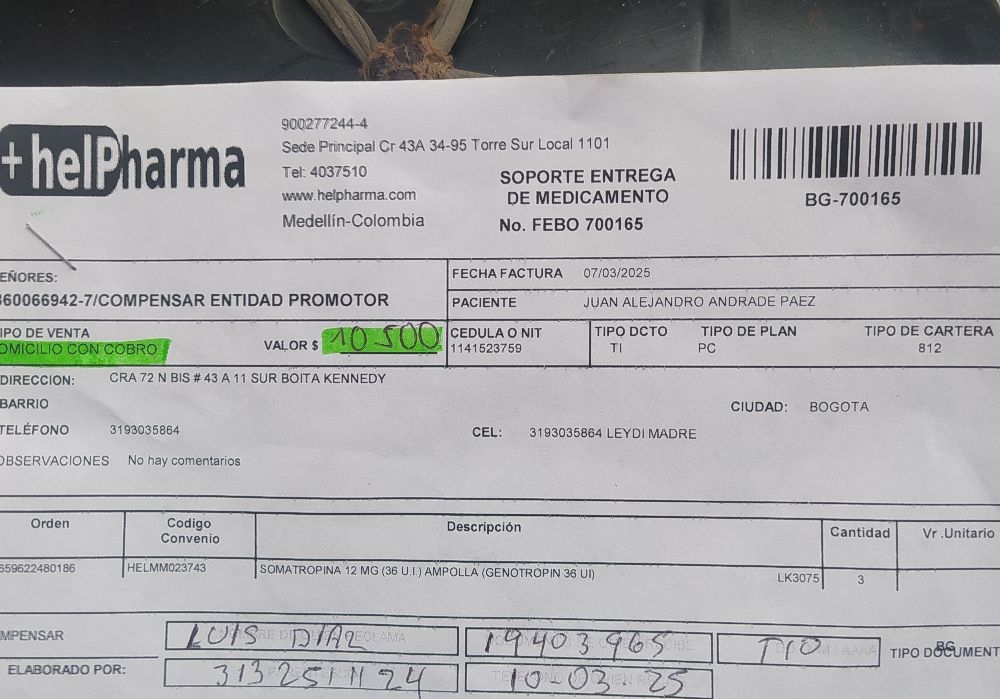 +helPharma
900277244-4
Sede Principal Cr 43A 34-95 Torre Sur Local 1101
Tel: 4037510
www.helpharma.com
Medellín-Colombia
SOPORTE ENTREGA
DE MEDICAMENTO
No. FEBO 700165
BG-700165
EÑORES:
860066942-7/COMPENSAR ENTIDAD PROMOTOR
FECHA FACTURA 07/03/2025
PACIENTE JUAN ALEJANDRO ANDRADE PAEZ
IPO DE VENTA
OMICILIO CON COBRO
VALOR $ 10500
CEDULA O NIT
1141523759
TIPO DCTO
TI
TIPO DE PLAN
PC
TIPO DE CARTERA
812
DIRECCION: CRA 72 N BIS # 43 A 11 SUR BOITA KENNEDY
BARRIO
CIUDAD: BOGOTA
TELÉFONO 3193035864
CEL: 3193035864 LEYDI MADRE
OBSERVACIONES No hay comentarios
Orden Codigo Convenio Descripción Cantidad Vr .Unitario
659622480186 HELMM023743 SOMATROPINA 12 MG (36 U.I.) AMPOLLA (GENOTROPIN 36 UI) LK3075 3
MPENSAR LUIS DIAZ 19403965 TIO TIPO DOCUMENT
BG
ELABORADO POR: 3132511124 10 03-25